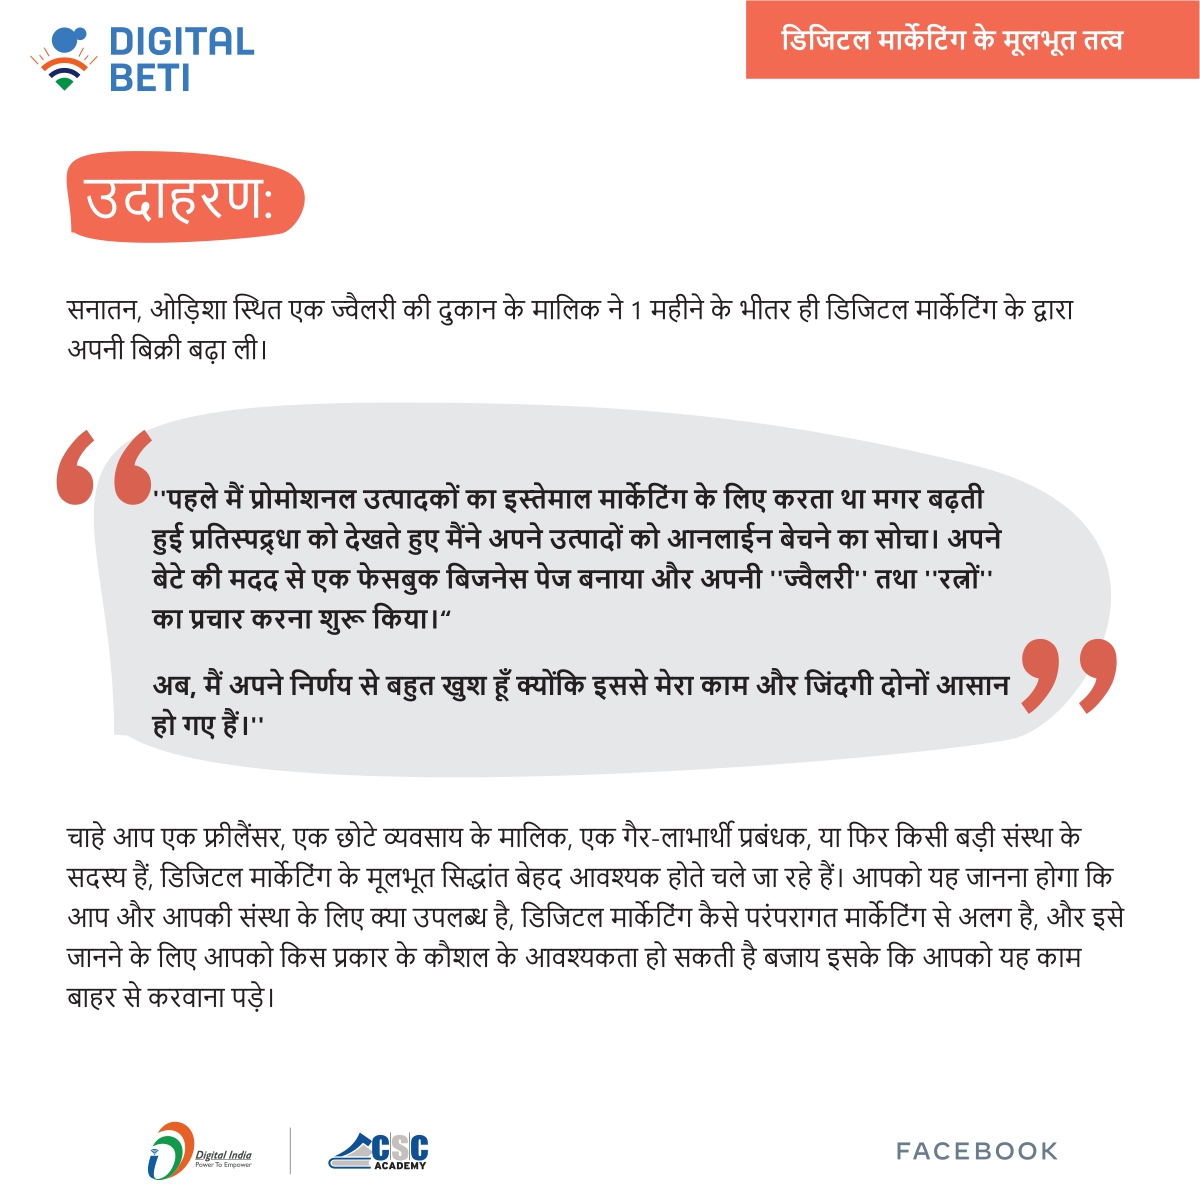 DIGITAL
BETI
डिजिटल मार्केटिंग के मूलभूत तत्व
उदाहरण:
सनातन, ओड़िशा स्थित एक ज्वैलरी की दुकान के मालिक ने 1 महीने के भीतर ही डिजिटल मार्केटिंग के द्वारा
अपनी बिक्री बढ़ा ली।
''पहले मैं प्रोमोशनल उत्पादकों का इस्तेमाल मार्केटिंग के लिए करता था मगर बढ़ती
हुई प्रतिस्पद्र्धा को देखते हुए मैंने अपने उत्पादों को आनलाईन बेचने का सोचा। अपने
बेटे की मदद से एक फेसबुक बिजनेस पेज बनाया और अपनी ''ज्वैलरी'' तथा ''रत्नों''
का प्रचार करना शुरू किया।“
अब, मैं अपने निर्णय से बहुत खुश हूँ क्योंकि इससे मेरा काम और जिंदगी दोनों आसान
हो गए हैं।''
चाहे आप एक फ्रीलैंसर, एक छोटे व्यवसाय के मालिक, एक गैर-लाभार्थी प्रबंधक, या फिर किसी बड़ी संस्था के
सदस्य हैं, डिजिटल मार्केटिंग के मूलभूत सिद्धांत बेहद आवश्यक होते चले जा रहे हैं। आपको यह जानना होगा कि
आप और आपकी संस्था के लिए क्या उपलब्ध है, डिजिटल मार्केटिंग कैसे परंपरागत मार्केटिंग से अलग है, और इसे
जानने के लिए आपको किस प्रकार के कौशल के आवश्यकता हो सकती है बजाय इसके कि आपको यह काम
बाहर से करवाना पड़े।
Digital India
Power To Empower
CSC
ACADEMY
FACEBOOK